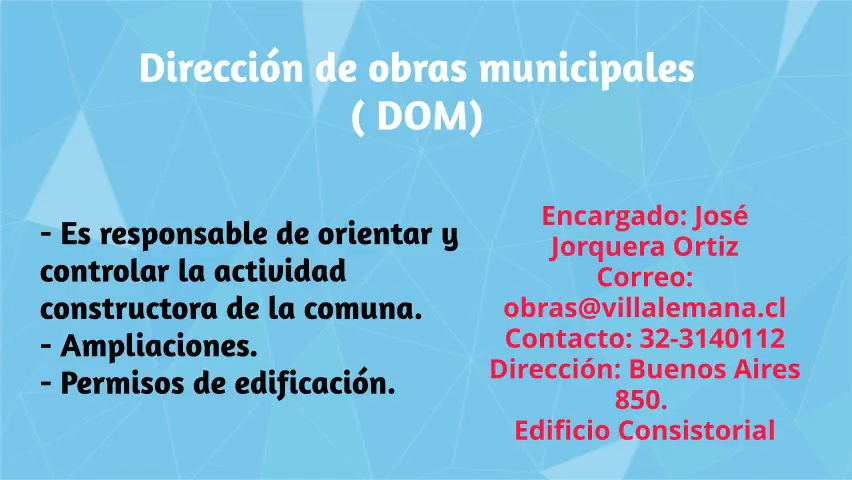 Dirección de obras municipales
( DOM)
- Es responsable de orientar y
controlar la actividad
constructora de la comuna.
- Ampliaciones.
- Permisos de edificación.
Encargado: José
Jorquera Ortiz
Correo:
obras@villalemana.cl
Contacto: 32-3140112
Dirección: Buenos Aires
850.
Edificio Consistorial